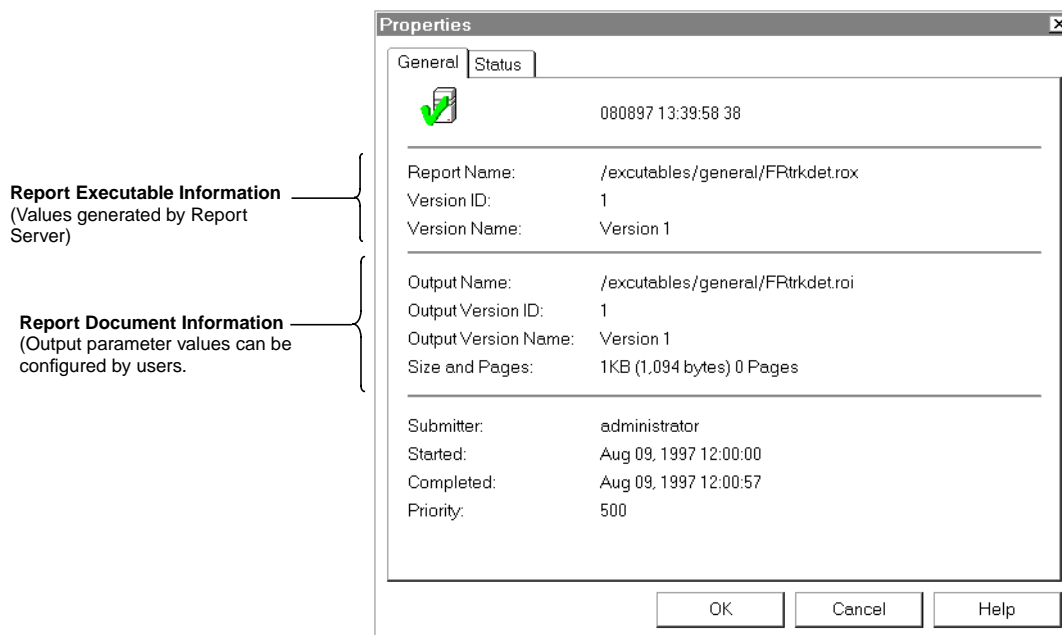 Properties
General Status
080897 13:39:58 38
Report Executable Information
(Values generated by Report
Server)
Report Name: /excutables/general/FRtrkdet.rox
Version ID: 1
Version Name: Version 1
Report Document Information
(Output parameter values can be
configured by users.
Output Name: /excutables/general/FRtrkdet.roi
Output Version ID: 1
Output Version Name: Version 1
Size and Pages: 1KB (1,094 bytes) 0 Pages
Submitter: administrator
Started: Aug 09, 1997 12:00:00
Completed: Aug 09, 1997 12:00:57
Priority: 500
OK Cancel Help